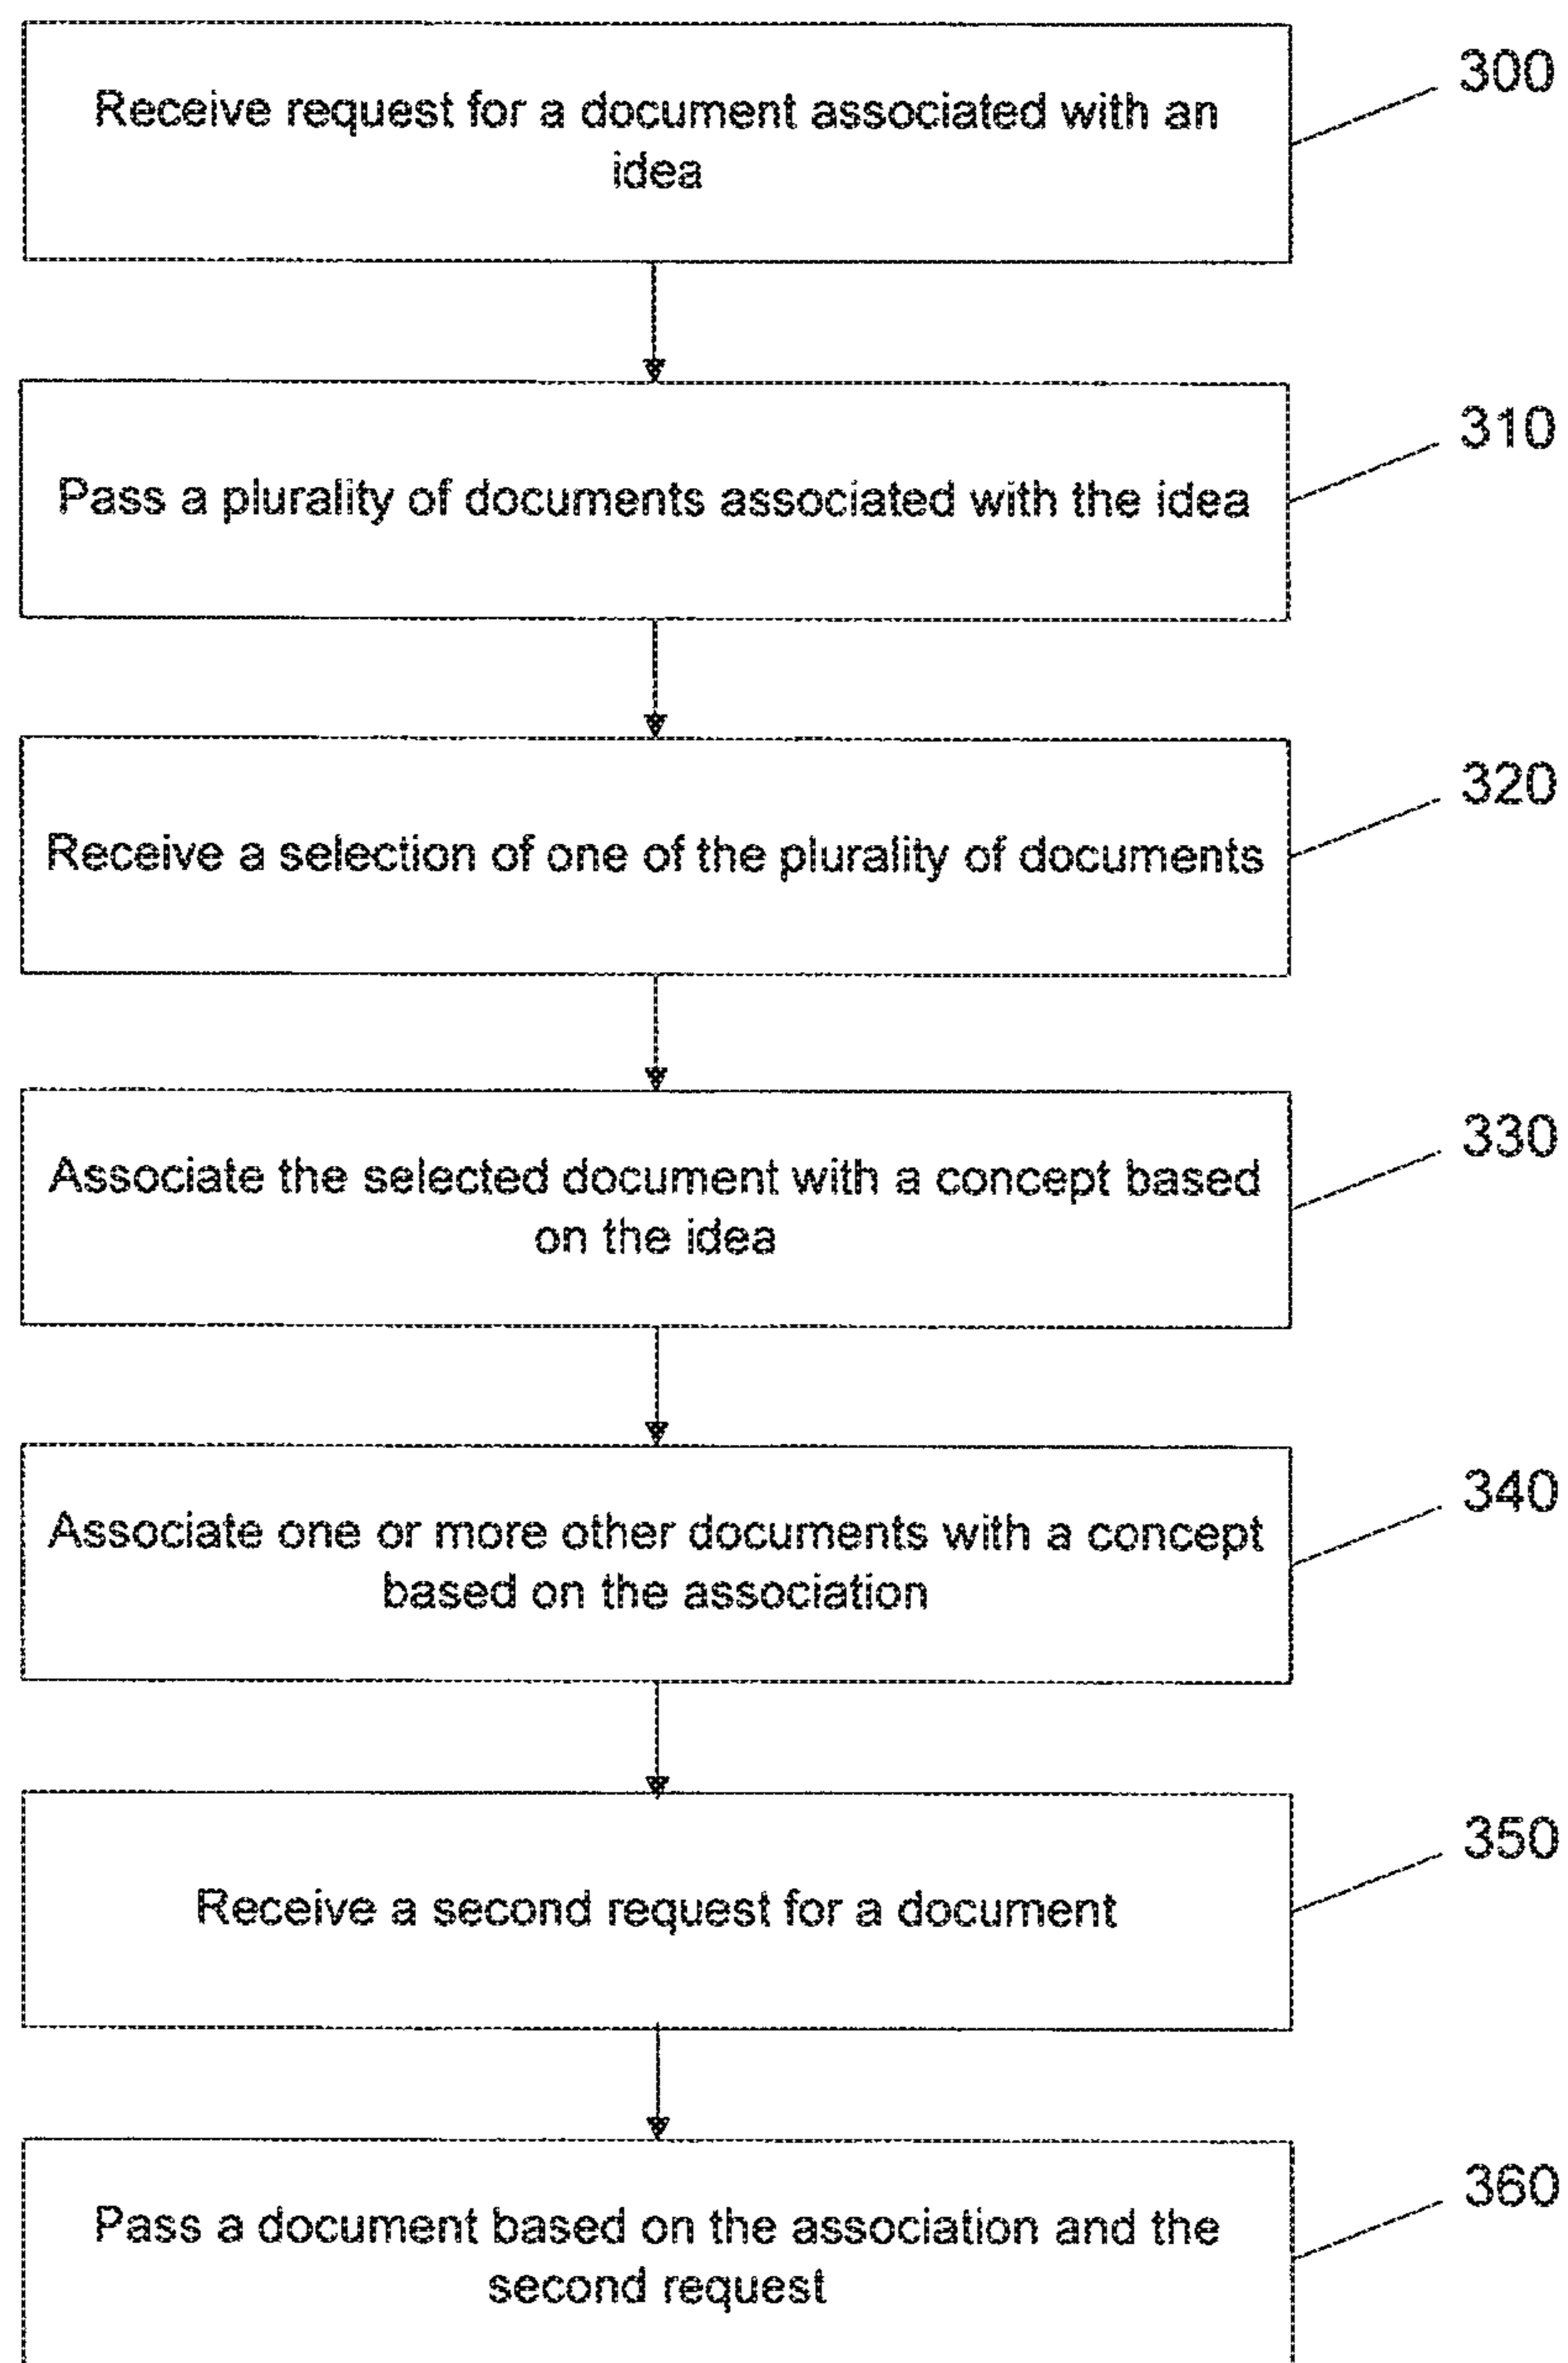 Receive request for a document associated with an
idea
300
Pass a plurality of documents associated with the idea
310
Receive a selection of one of the plurality of documents
320
Associate the selected document with a concept based
on the idea
330
Associate one or more other documents with a concept
based on the association
340
Receive a second request for a document
350
Pass a document based on the association and the
second request
360